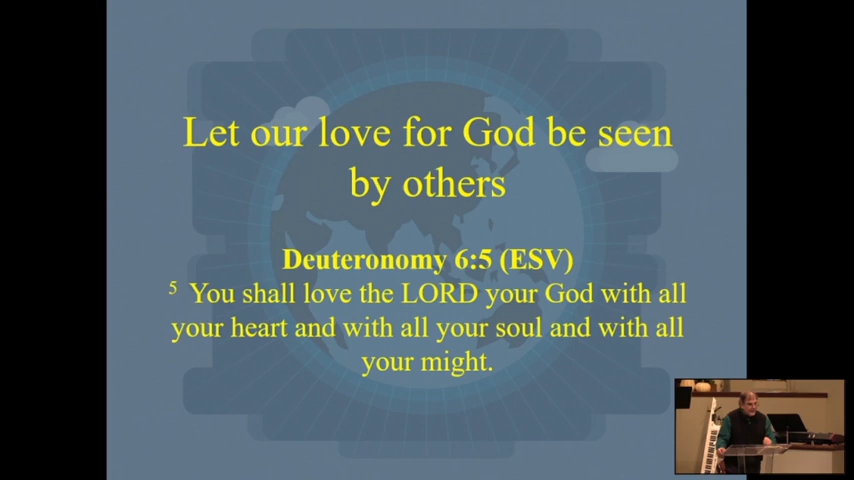 Let our love for God be seen
by others
Deuteronomy 6:5 (ESV)
5 You shall love the LORD your God with all
your heart and with all your soul and with all
your might.